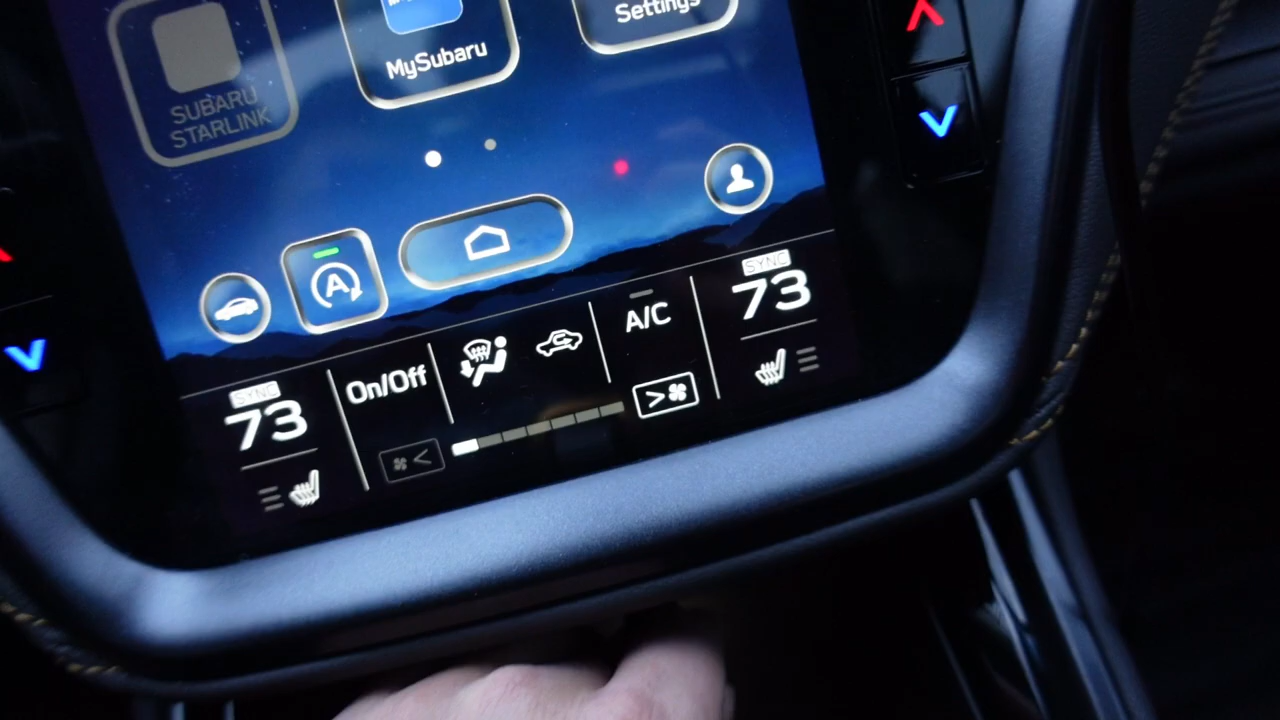 Settings
MySubaru
SUBARU
STARLINK
A
SYNC
73
A/C
On/Off
SYNC
73